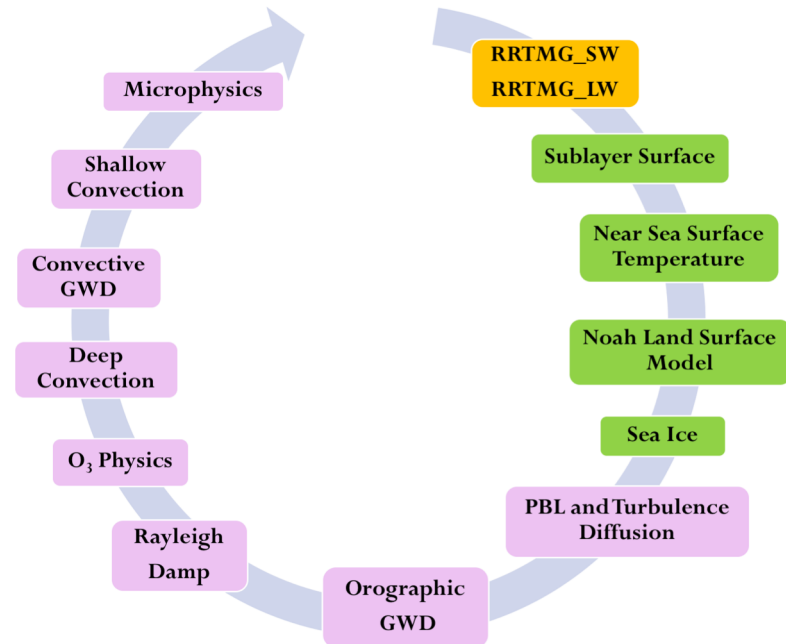 RRTMG_SW
RRTMG_LW
Sublayer Surface
Near Sea Surface
Temperature
Noah Land Surface
Model
Sea Ice
PBL and Turbulence
Diffusion
Orographic
GWD
Rayleigh
Damp
O₃ Physics
Deep
Convection
Convective
GWD
Shallow
Convection
Microphysics